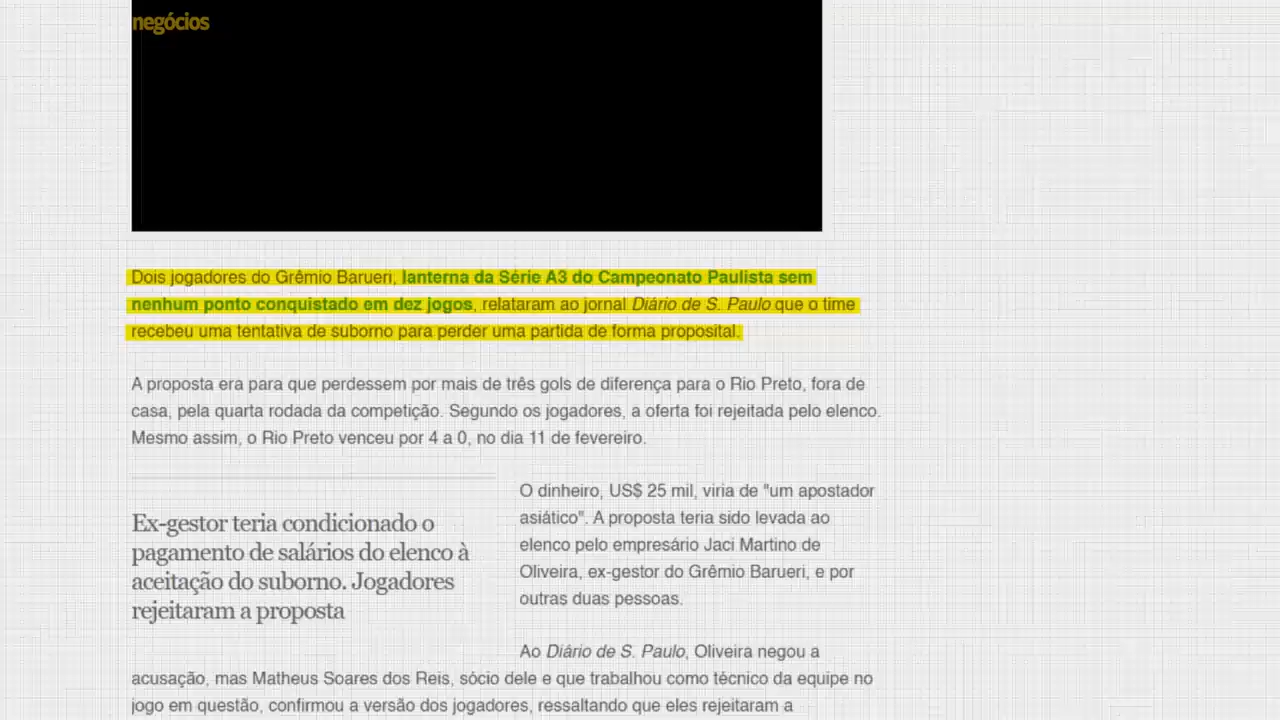 negócios
Dois jogadores do Grêmio Barueri, lanterna da Série A3 do Campeonato Paulista sem
nenhum ponto conquistado em dez jogos, relataram ao jornal Diário de S. Paulo que o time
recebeu uma tentativa de suborno para perder uma partida de forma proposital.
A proposta era para que perdessem por mais de três gols de diferença para o Rio Preto, fora de
casa, pela quarta rodada da competição. Segundo os jogadores, a oferta foi rejeitada pelo elenco.
Mesmo assim, o Rio Preto venceu por 4 a 0, no dia 11 de fevereiro.
Ex-gestor teria condicionado o
pagamento de salários do elenco à
aceitação do suborno. Jogadores
rejeitaram a proposta
O dinheiro, US$ 25 mil, viria de "um apostador
asiático". A proposta teria sido levada ao
elenco pelo empresário Jaci Martino de
Oliveira, ex-gestor do Grêmio Barueri, e por
outras duas pessoas.
Ao Diário de S. Paulo, Oliveira negou a
acusação, mas Matheus Soares dos Reis, sócio dele e que trabalhou como técnico da equipe no
jogo em questão, confirmou a versão dos jogadores, ressaltando que eles rejeitaram a